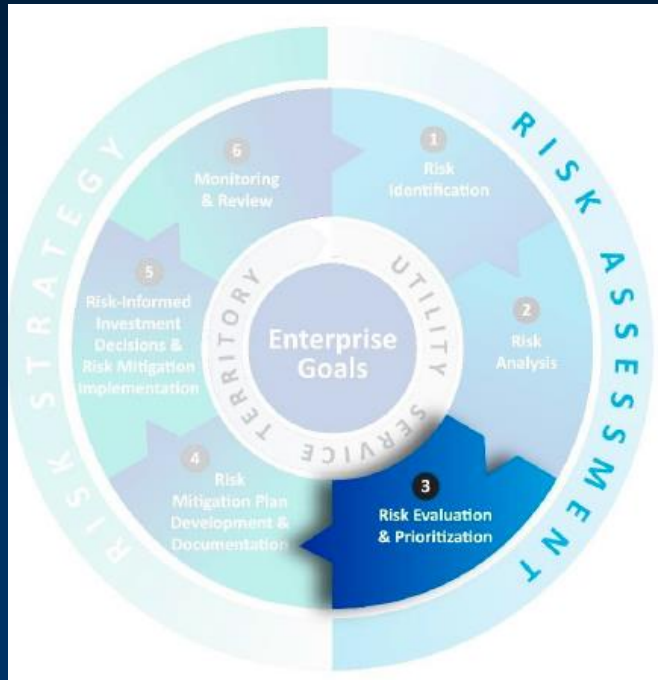 RISK ASSESSMENT
RISK STRATEGY
1
Risk
Identification
2
Risk
Analysis
3
Risk Evaluation
& Prioritization
4
Risk
Mitigation Plan
Development &
Documentation
5
Risk-Informed
Investment
Decisions &
Risk Mitigation
Implementation
6
Monitoring
& Review
UTILITY SERVICE TERRITORY
Enterprise
Goals